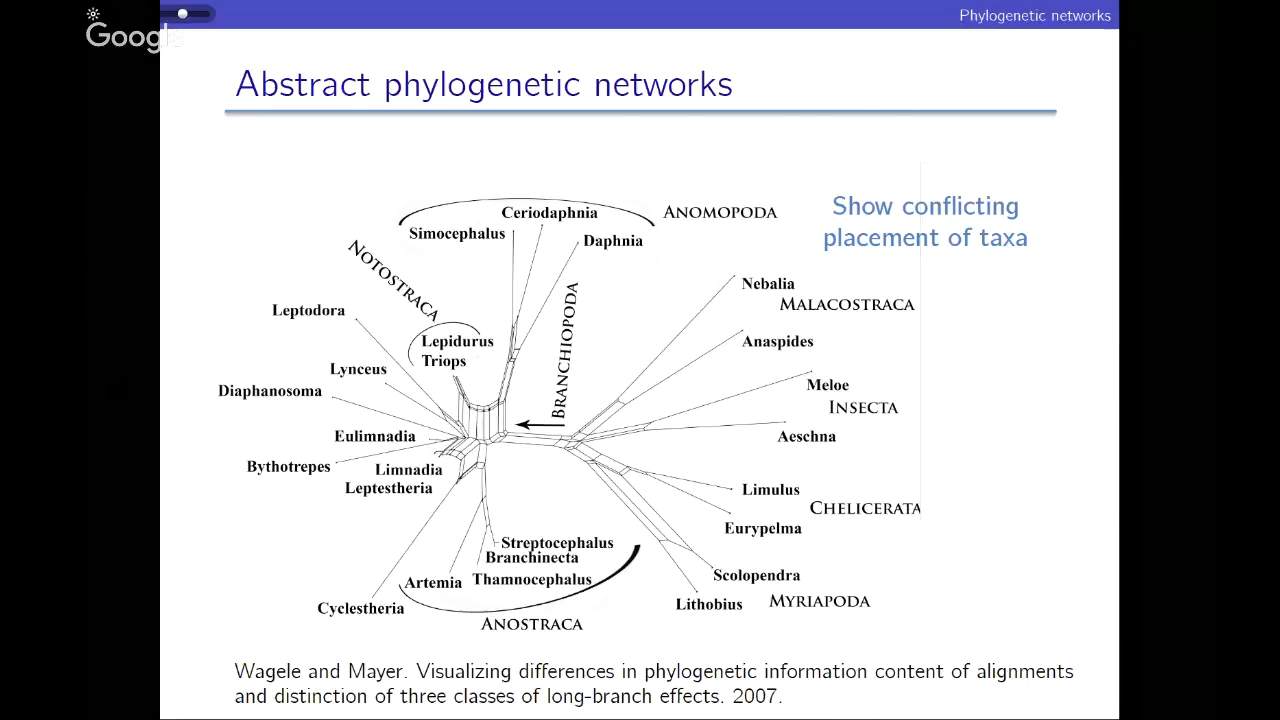 Google
Phylogenetic networks
Abstract phylogenetic networks
Show conflicting
placement of taxa
Ceriodaphnia
ANOMOPODA
Simocephalus
Daphnia
NOTOSTRACA
Nebalia
MALACOSTRACA
Leptodora
BRANCHIOPODA
Lepidurus
Triops
Anaspides
Lynceus
Meloe
Diaphanosoma
INSECTA
Eulimnadia
Aeschna
Bythotrepes
Limnadia
Leptestheria
Limulus
CHELICERATA
Eurypelma
Streptocephalus
Branchinecta
Artemia
Thamnocephalus
Scolopendra
Cyclestheria
Lithobius
MYRIAPODA
ANOSTRACA
Wagele and Mayer. Visualizing differences in phylogenetic information content of alignments
and distinction of three classes of long-branch effects. 2007.